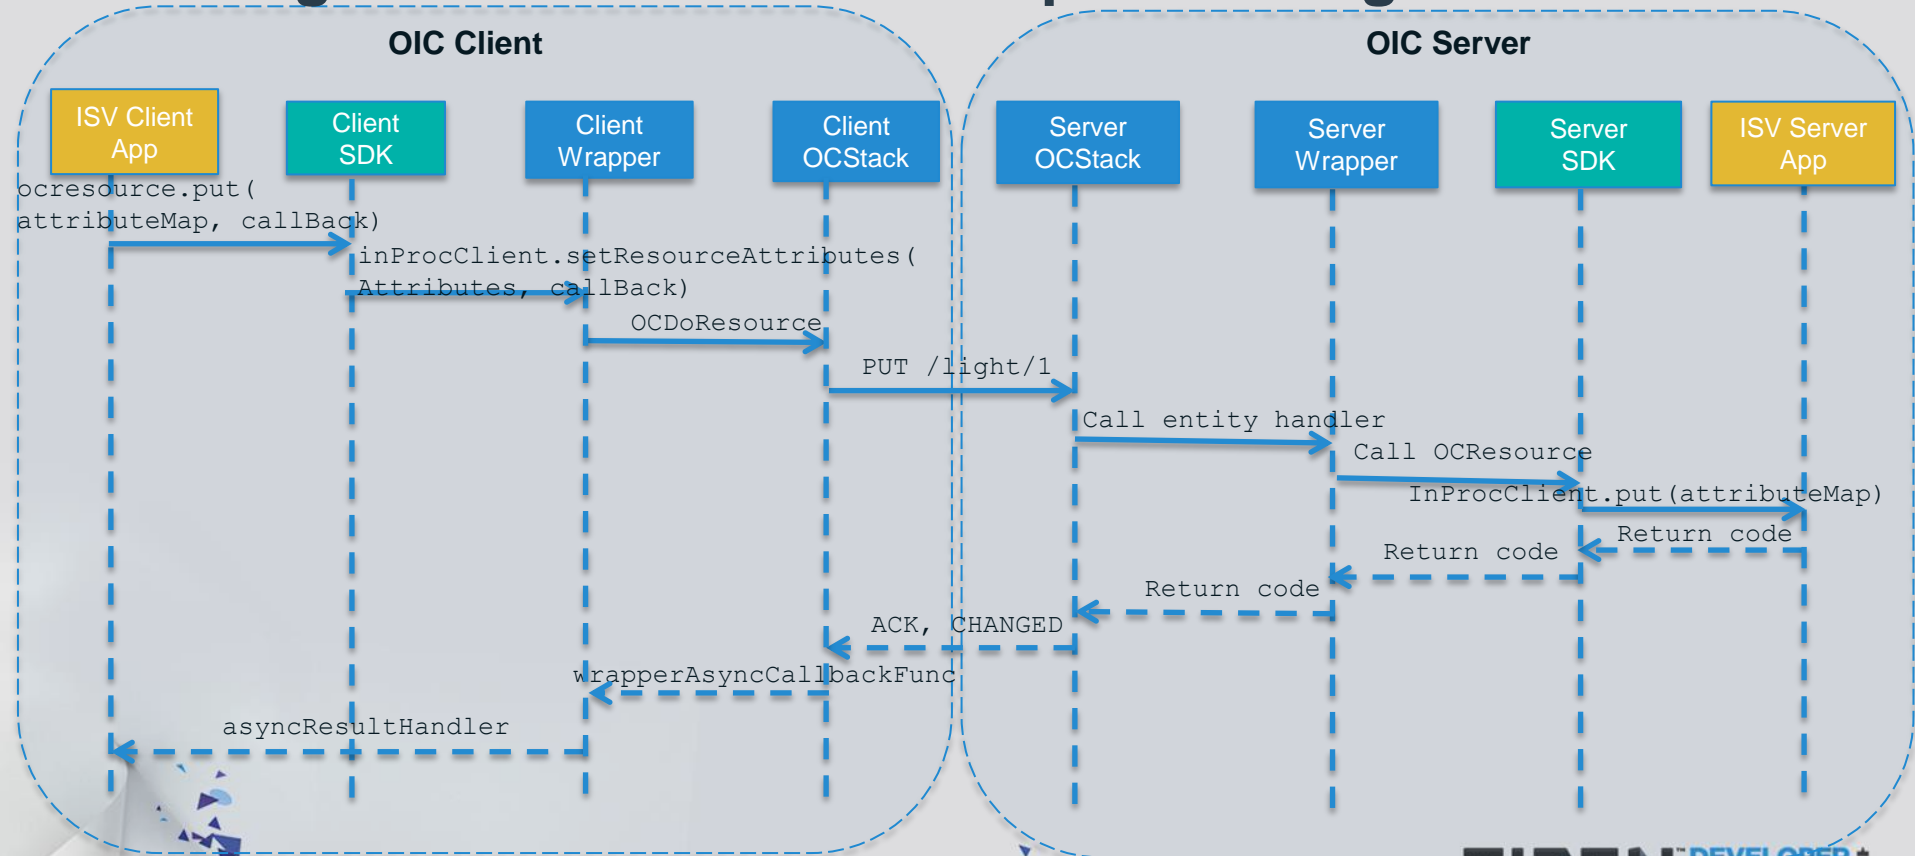 OIC Client
OIC Server
ISV Client
App
Client
SDK
Client
Wrapper
Client
OCStack
Server
OCStack
Server
Wrapper
Server
SDK
ISV Server
App
ocresource.put(
attributeMap, callBack)
inProcClient.setResourceAttributes(
Attributes, callBack)
OCDoResource
PUT /light/1
Call entity handler
Call OCResource
InProcClient.put(attributeMap)
Return code
Return code
Return code
ACK, CHANGED
wrapperAsyncCallbackFunc
asyncResultHandler
DEVELOPER